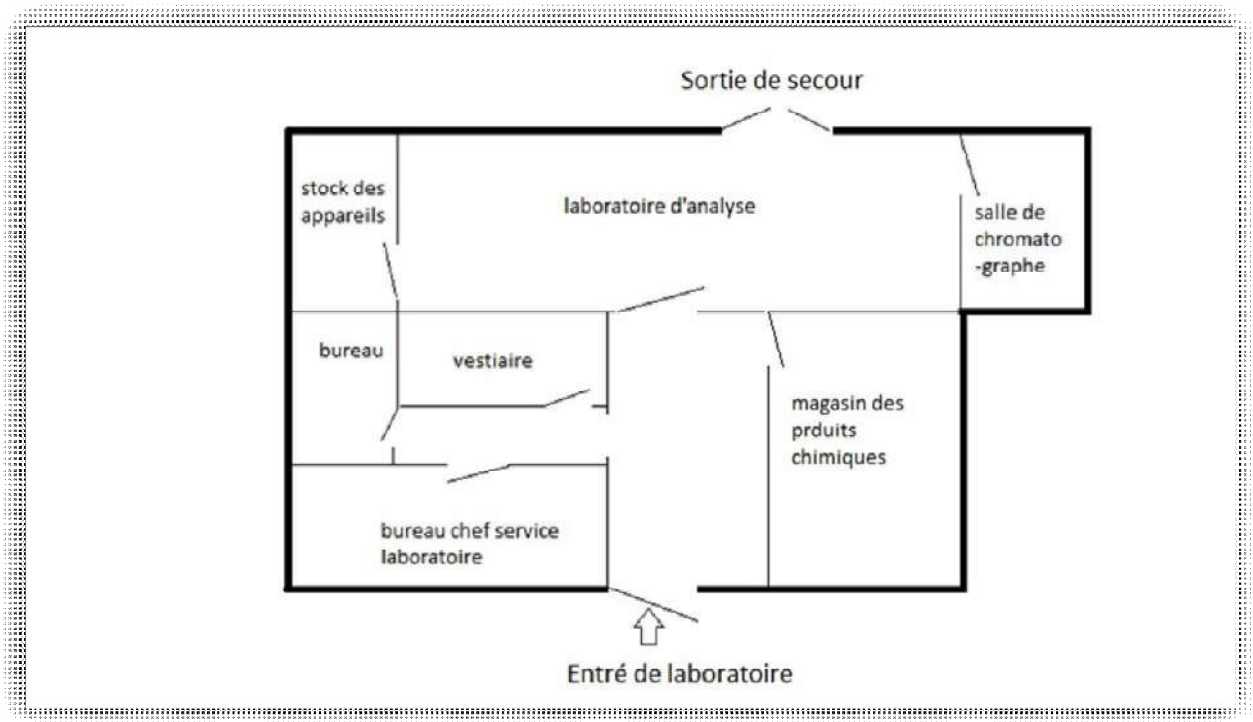 Sortie de secour
stock des
appareils
laboratoire d'analyse
salle de
chromato
-graphe
bureau
vestiaire
magasin des
prduits
chimiques
bureau chef service
laboratoire
Entré de laboratoire